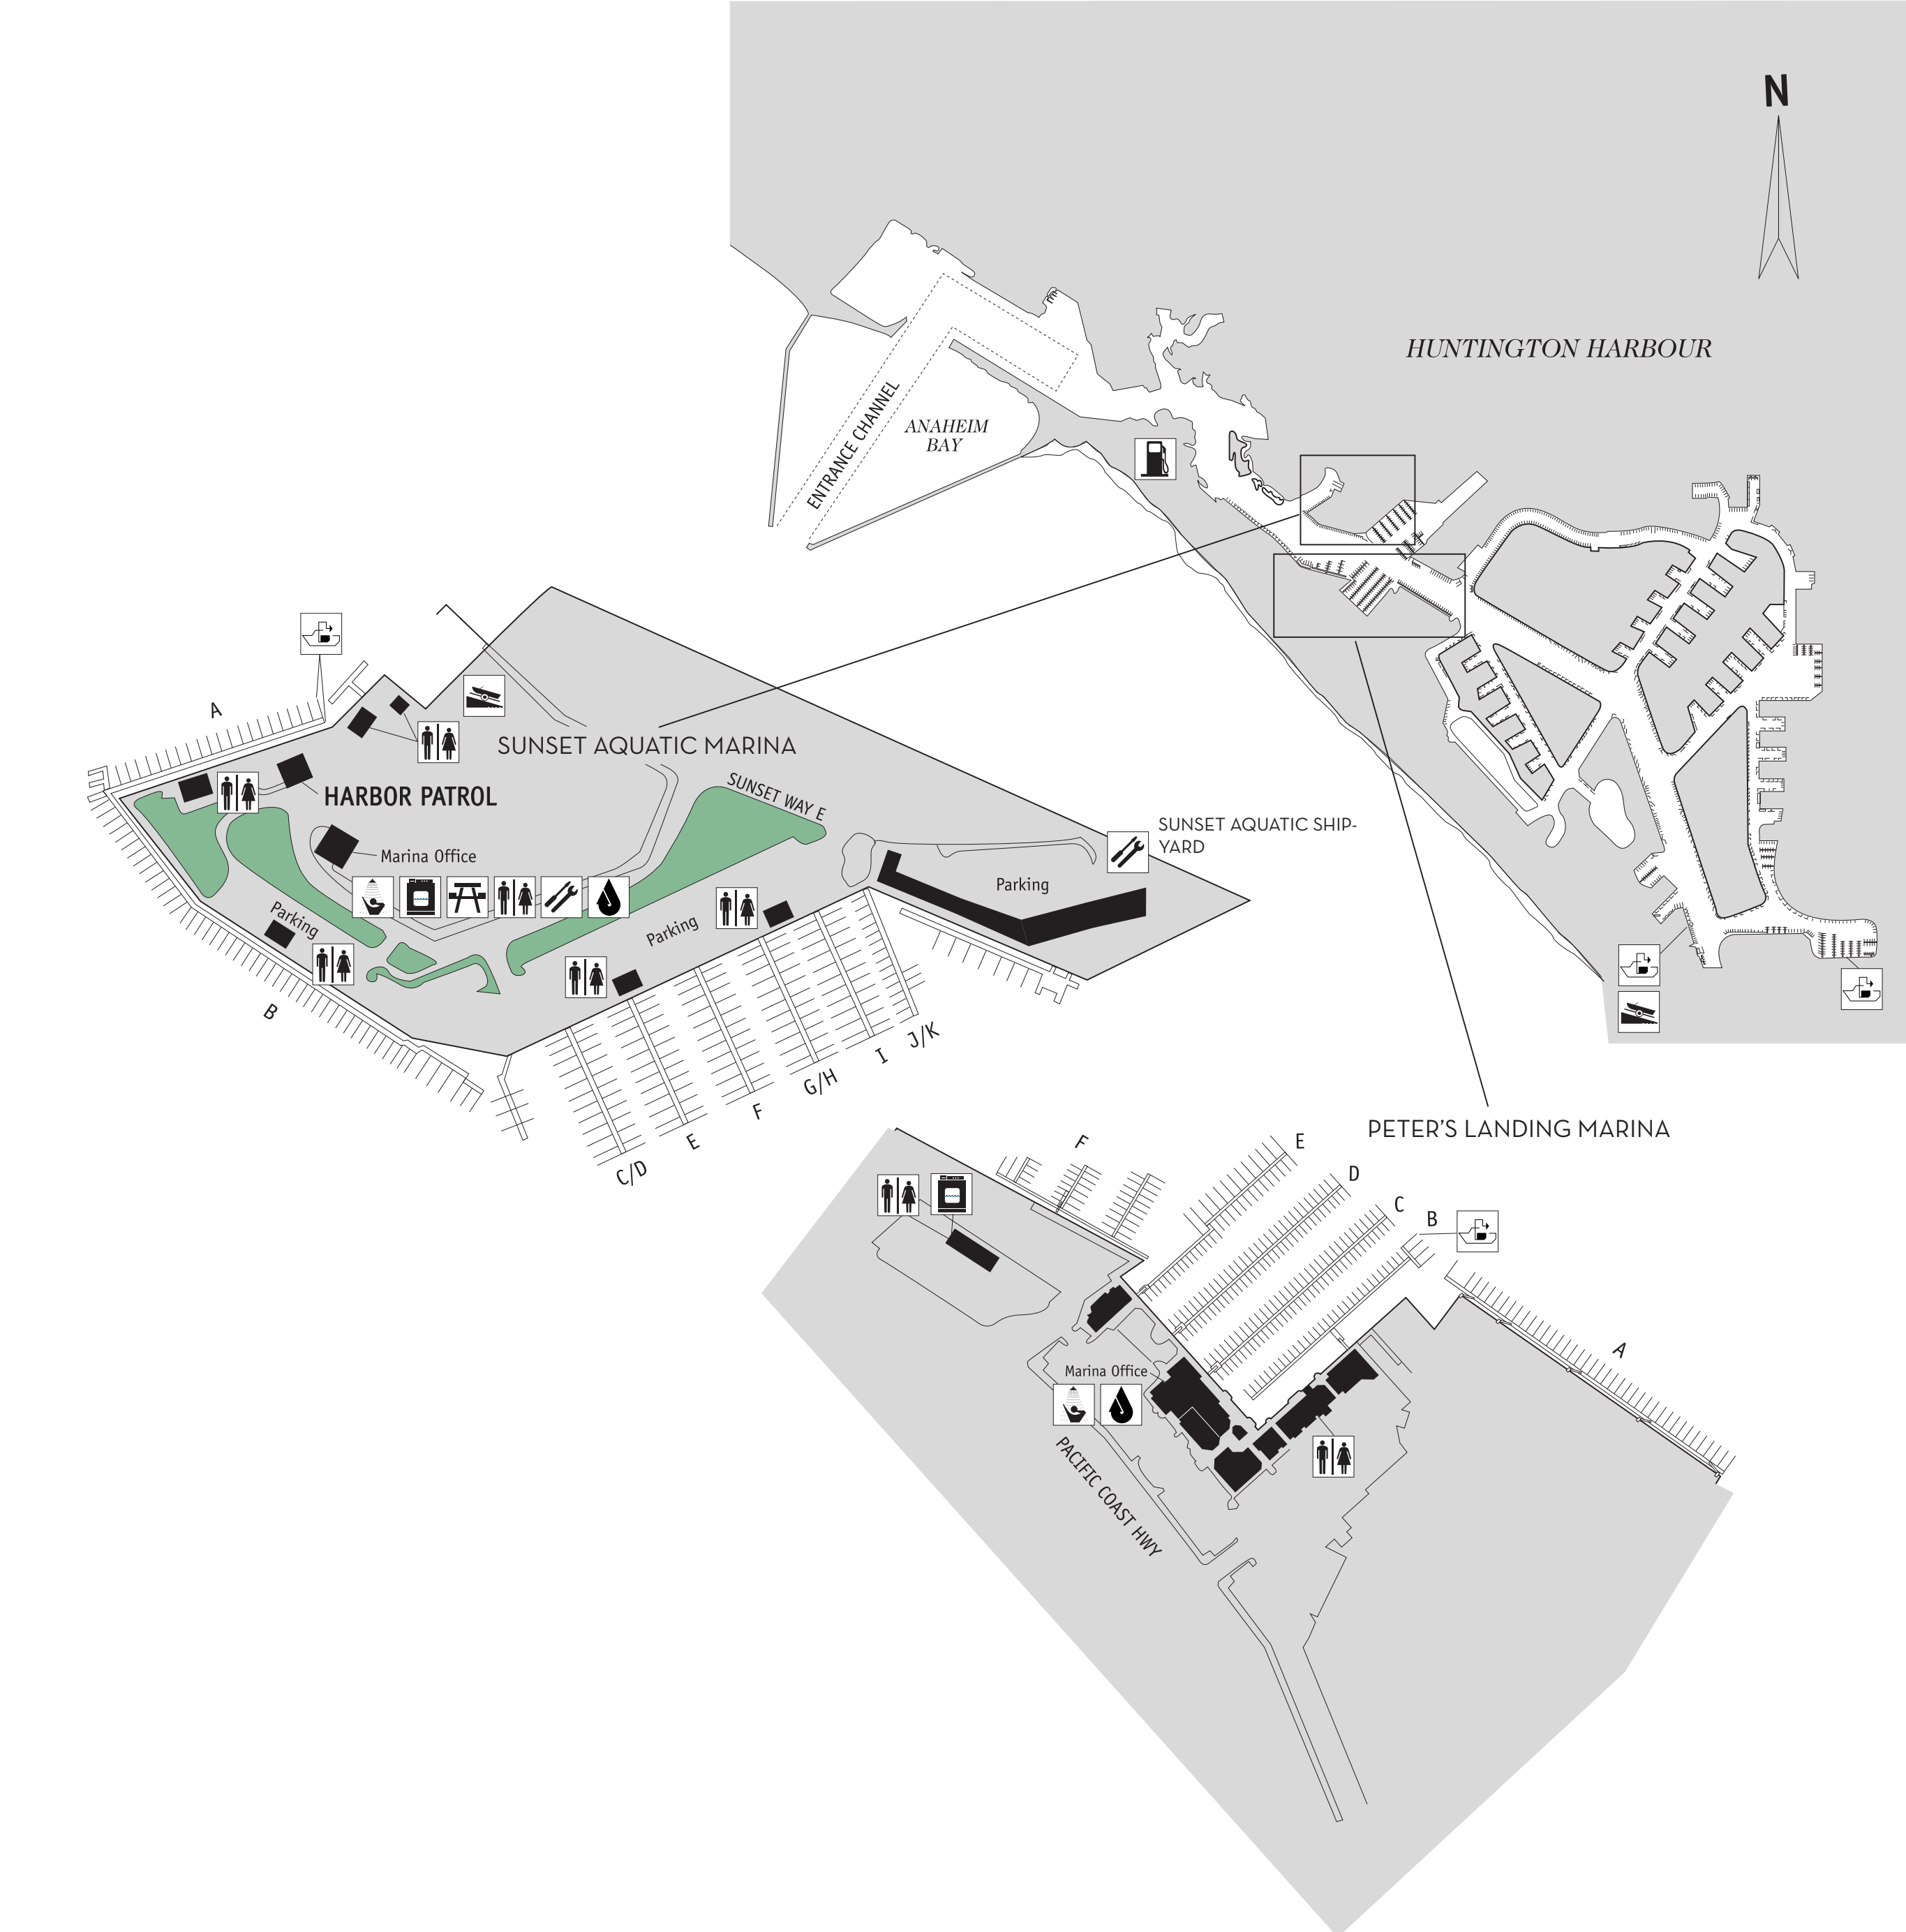 N
HUNTINGTON HARBOUR
ENTRANCE CHANNEL
ANAHEIM
BAY
A
SUNSET AQUATIC MARINA
HARBOR PATROL
SUNSET WAY E
SUNSET AQUATIC SHIP-
YARD
Marina Office
Parking
Parking
Parking
B
J/K
I
G/H
F
E
C/D
PETER'S LANDING MARINA
F
E
D
C
B
A
Marina Office
PACIFIC COAST HWY